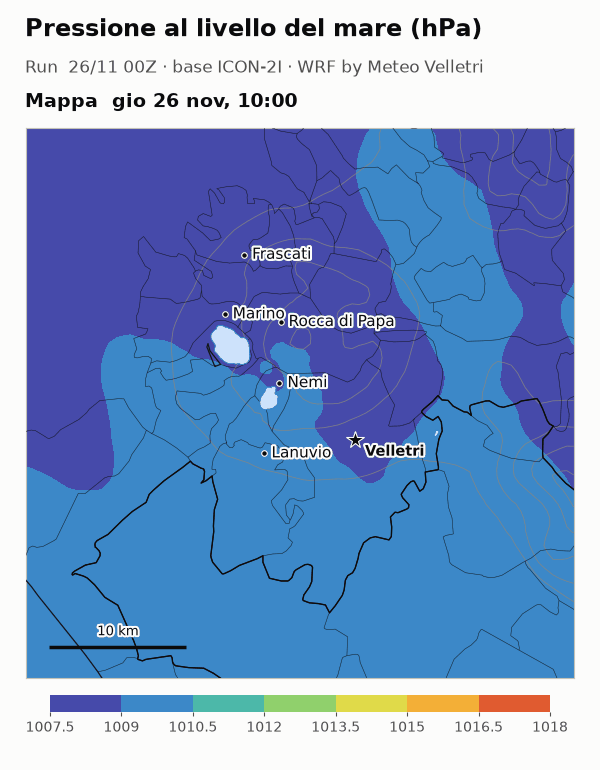 Pressione al livello del mare (hPa)
Run  26/11 00Z · base ICON-2I · WRF by Meteo Velletri
Mappa  gio 26 nov, 10:00
Frascati
Marino
Rocca di Papa
Nemi
Velletri
Lanuvio
10 km
1007.5 1009 1010.5 1012 1013.5 1015 1016.5 1018